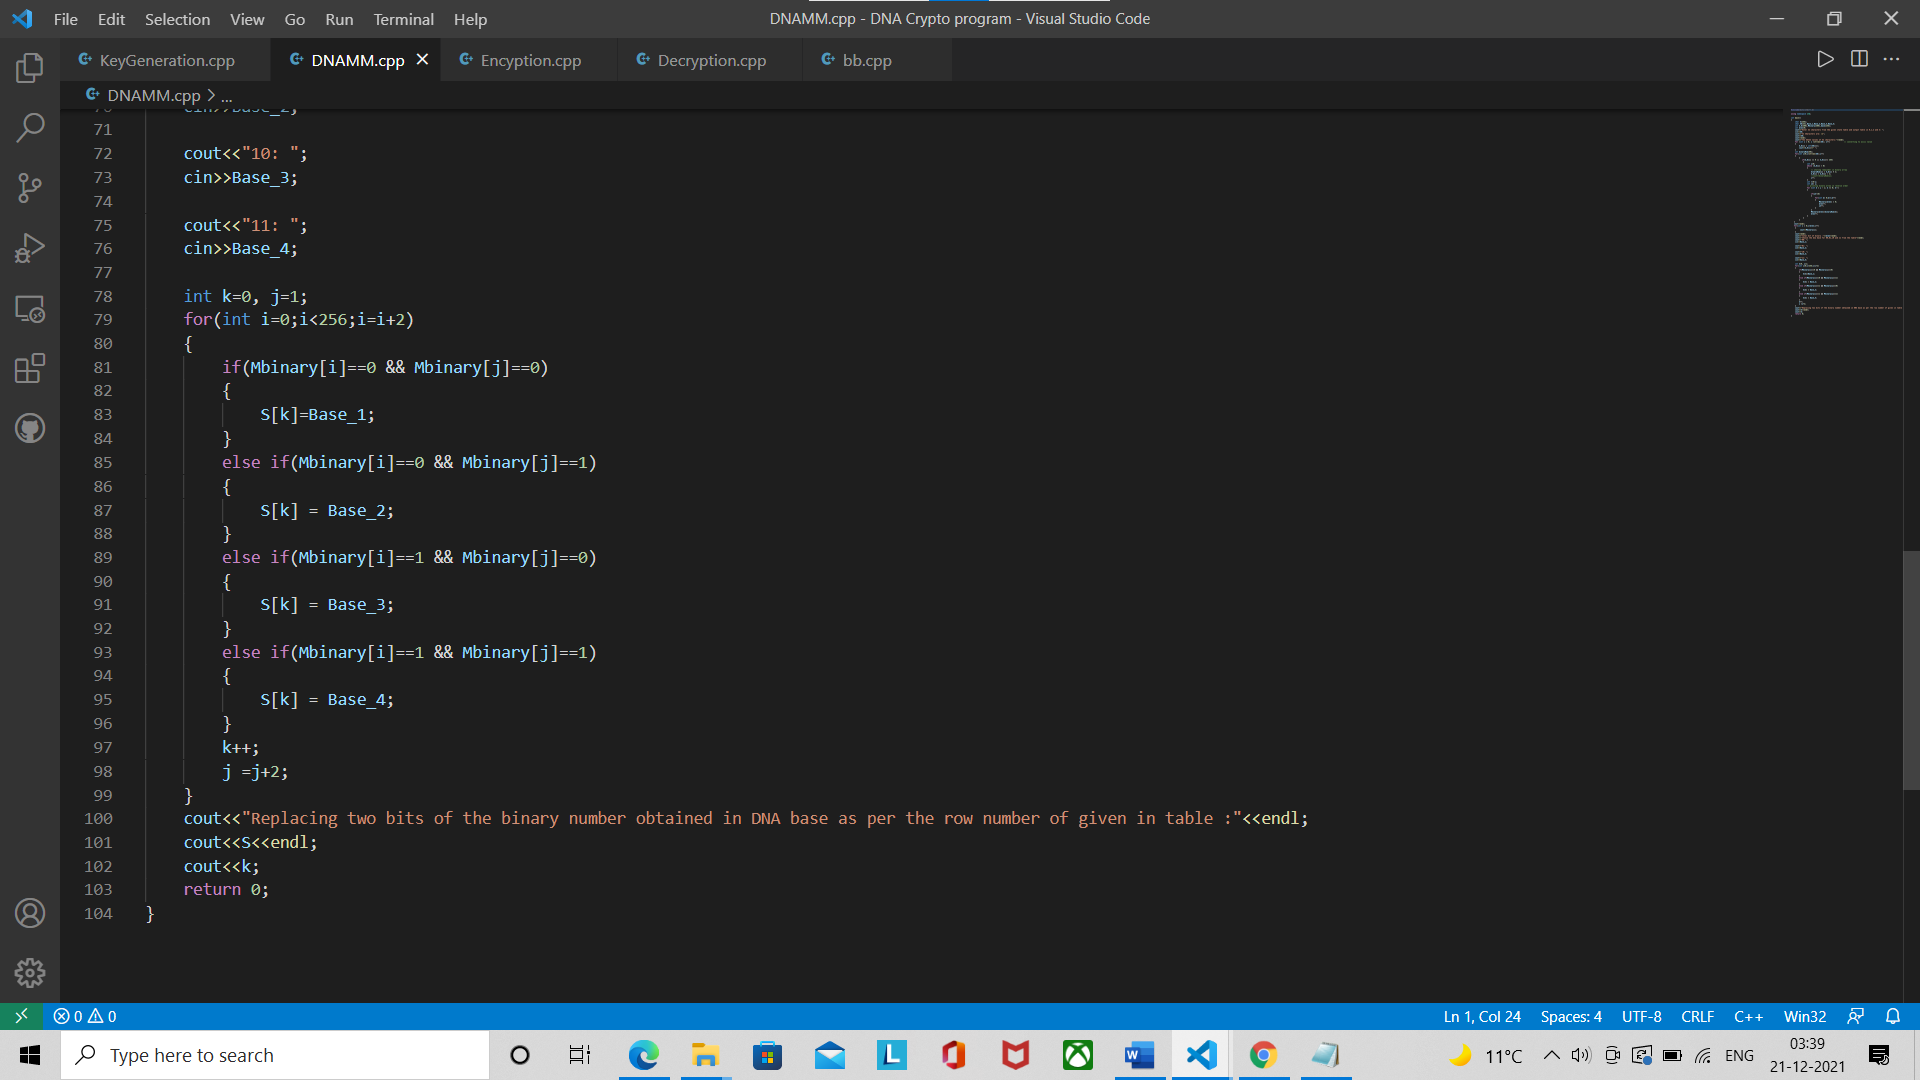 File Edit Selection View Go Run Terminal Help DNAMM.cpp - DNA Crypto program - Visual Studio Code
KeyGeneration.cpp DNAMM.cpp Encyption.cpp Decryption.cpp bb.cpp
DNAMM.cpp > ...
70 cin>>Base_2;
71
72 cout<<"10: ";
73 cin>>Base_3;
74
75 cout<<"11: ";
76 cin>>Base_4;
77
78 int k=0, j=1;
79 for(int i=0;i<256;i=i+2)
80 {
81 if(Mbinary[i]==0 && Mbinary[j]==0)
82 {
83 S[k]=Base_1;
84 }
85 else if(Mbinary[i]==0 && Mbinary[j]==1)
86 {
87 S[k] = Base_2;
88 }
89 else if(Mbinary[i]==1 && Mbinary[j]==0)
90 {
91 S[k] = Base_3;
92 }
93 else if(Mbinary[i]==1 && Mbinary[j]==1)
94 {
95 S[k] = Base_4;
96 }
97 k++;
98 j =j+2;
99 }
100 cout<<"Replacing two bits of the binary number obtained in DNA base as per the row number of given in table :"<<endl;
101 cout<<S<<endl;
102 cout<<k;
103 return 0;
104 }
0 0 Ln 1, Col 24 Spaces: 4 UTF-8 CRLF C++ Win32
Type here to search 11°C ENG 03:39
21-12-2021